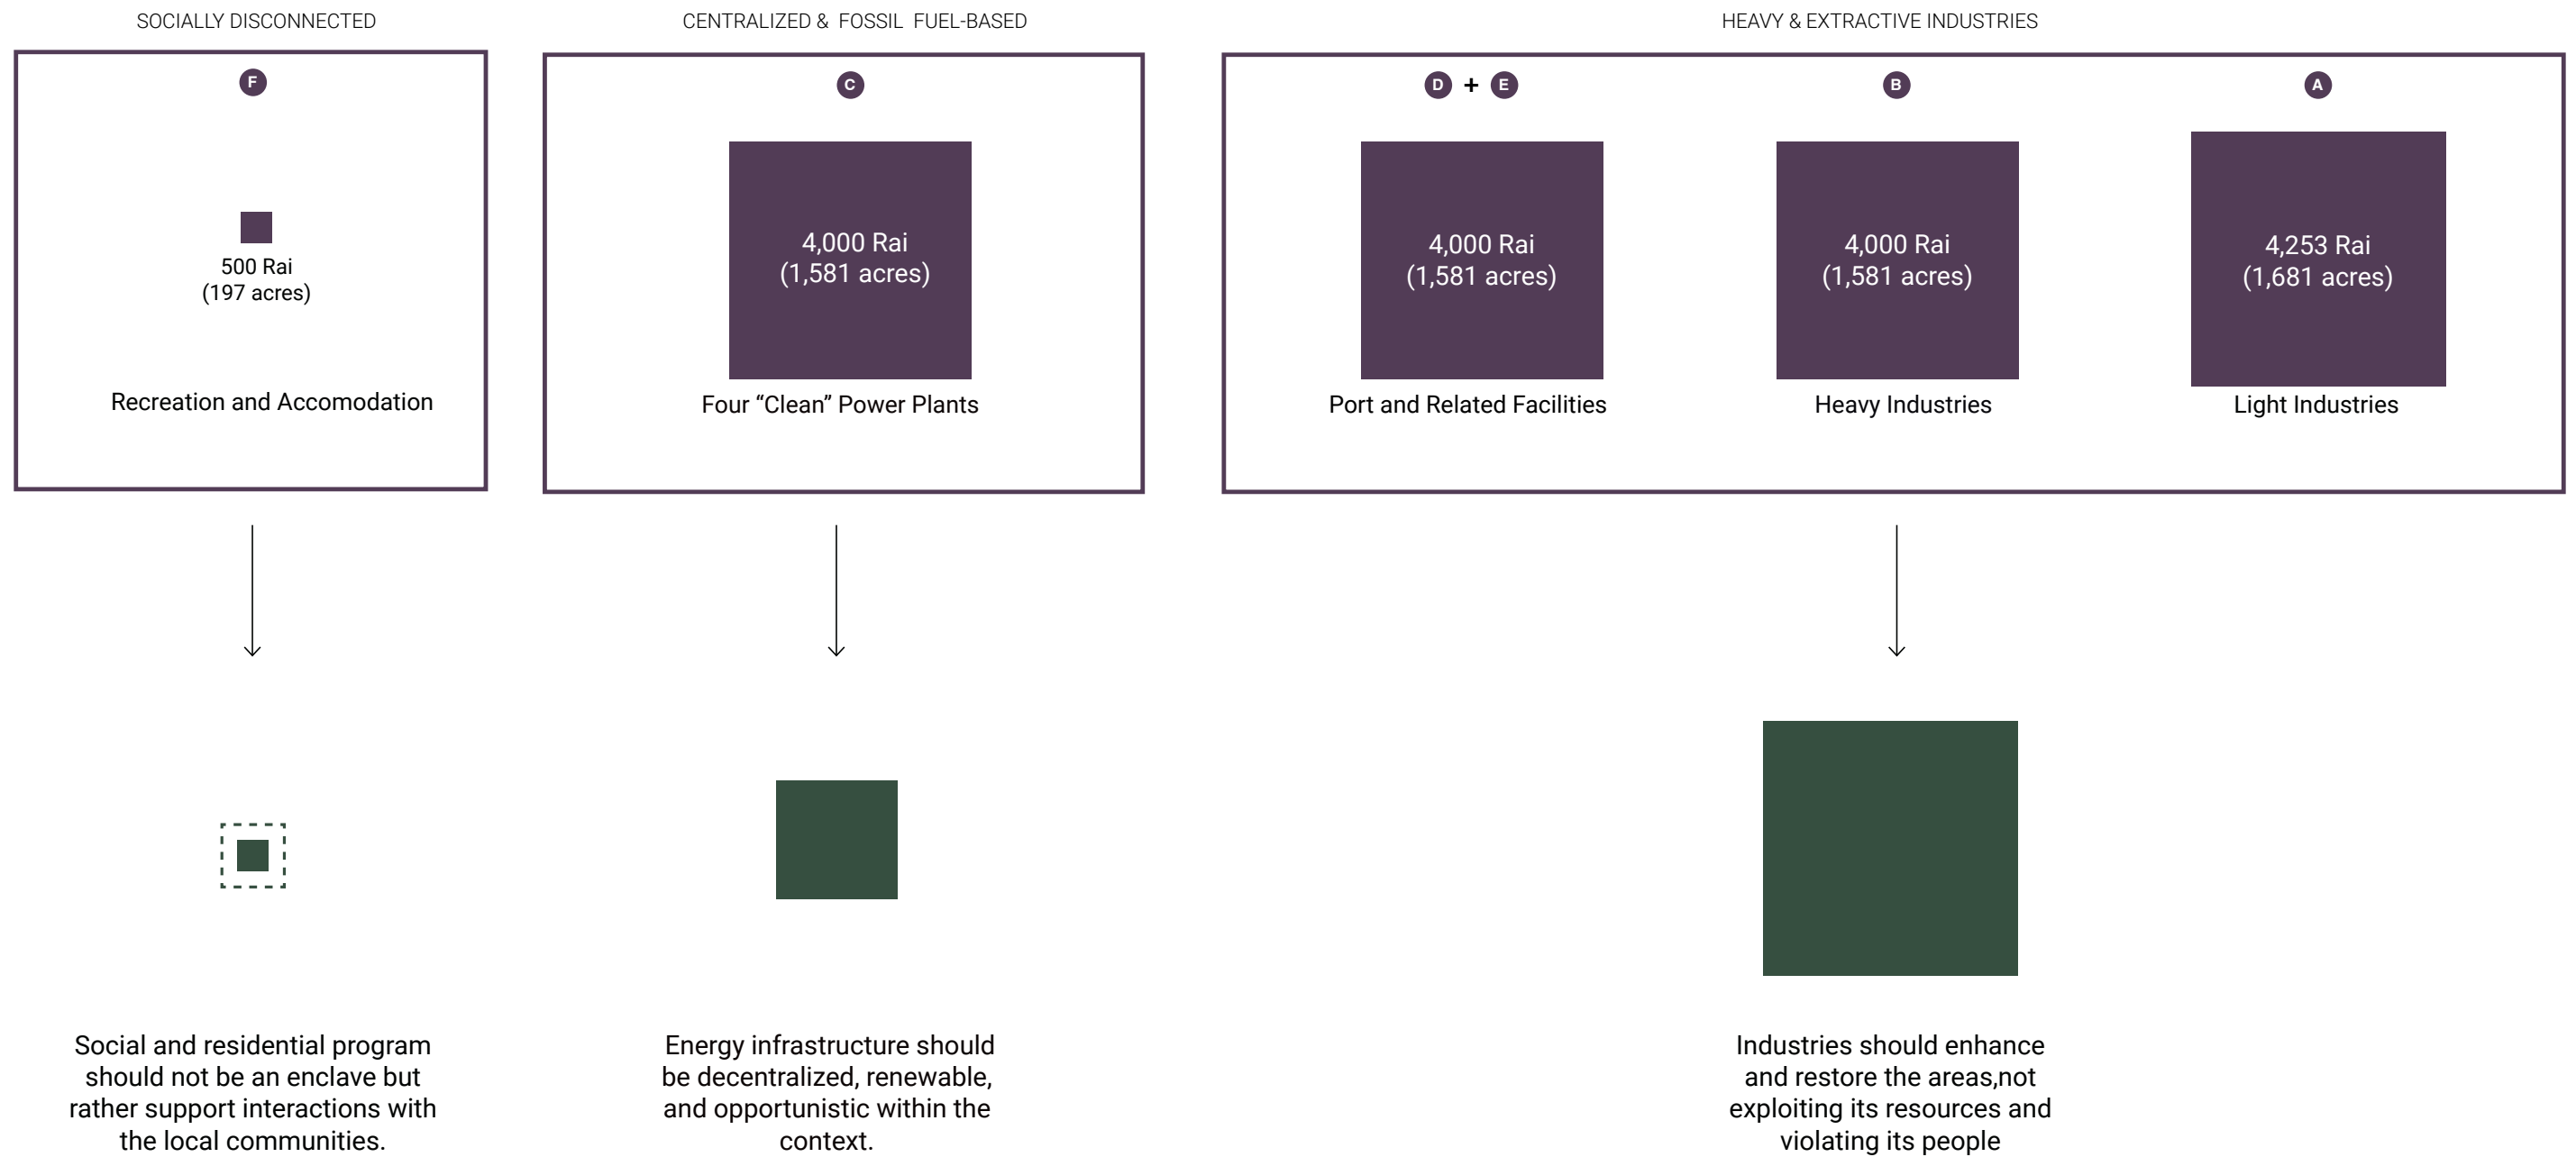 SOCIALLY DISCONNECTED
F
500 Rai
(197 acres)
Recreation and Accomodation
Social and residential program
should not be an enclave but
rather support interactions with
the local communities.
CENTRALIZED & FOSSIL FUEL-BASED
C
4,000 Rai
(1,581 acres)
Four “Clean” Power Plants
Energy infrastructure should
be decentralized, renewable,
and opportunistic within the
context.
HEAVY & EXTRACTIVE INDUSTRIES
D + E
4,000 Rai
(1,581 acres)
Port and Related Facilities
B
4,000 Rai
(1,581 acres)
Heavy Industries
A
4,253 Rai
(1,681 acres)
Light Industries
Industries should enhance
and restore the areas,not
exploiting its resources and
violating its people